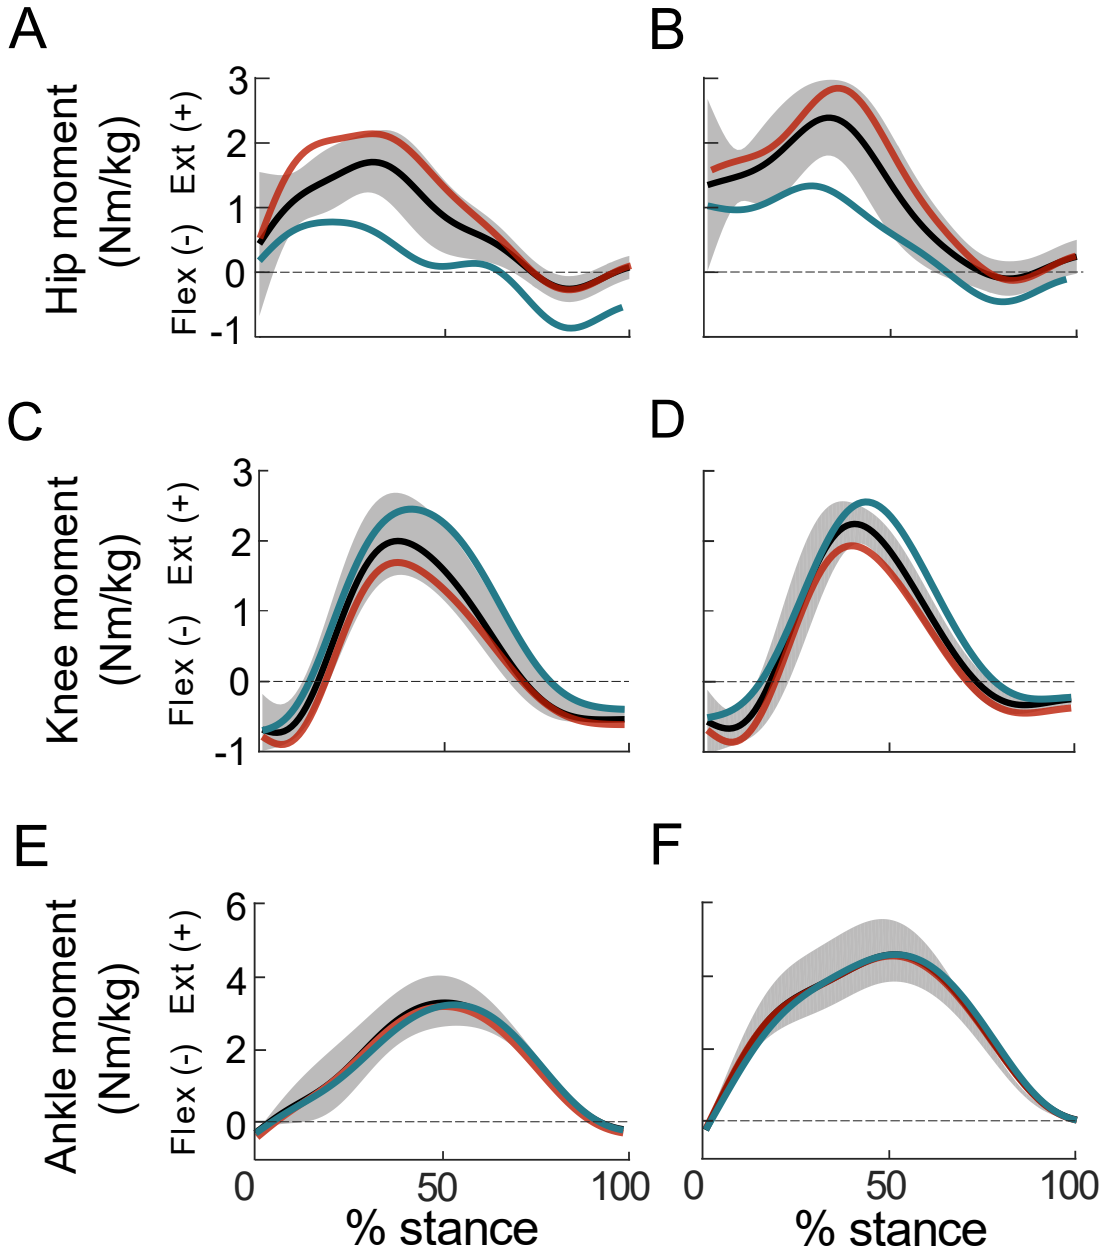 A
B
Hip moment
(Nm/kg)
Flex (-) Ext (+)
3
2
1
0
-1
C
D
Knee moment
(Nm/kg)
Flex (-) Ext (+)
3
2
1
0
-1
E
F
Ankle moment
(Nm/kg)
Flex (-) Ext (+)
6
4
2
0
0 50 100
0 50 100
% stance
% stance